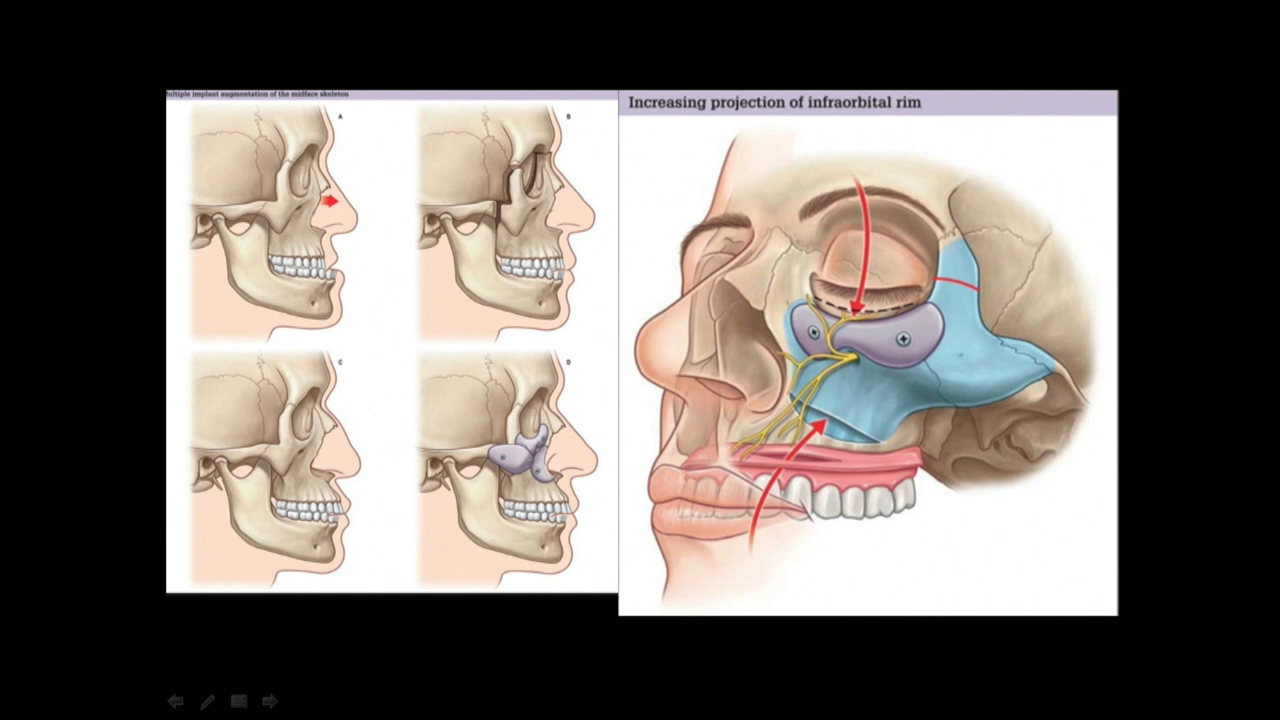 ultiple implant augmentation of the midface skeleton
A
B
C
D
Increasing projection of infraorbital rim